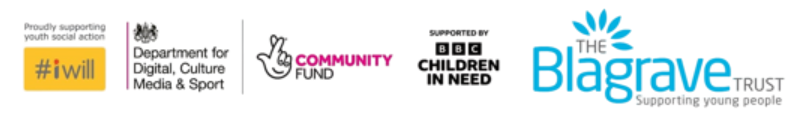 Proudly supporting
youth social action
#iwill
Department for
Digital, Culture
Media & Sport
COMMUNITY
FUND
SUPPORTED BY
BBC
CHILDREN
IN NEED
THE
Blagrave TRUST
Supporting young people